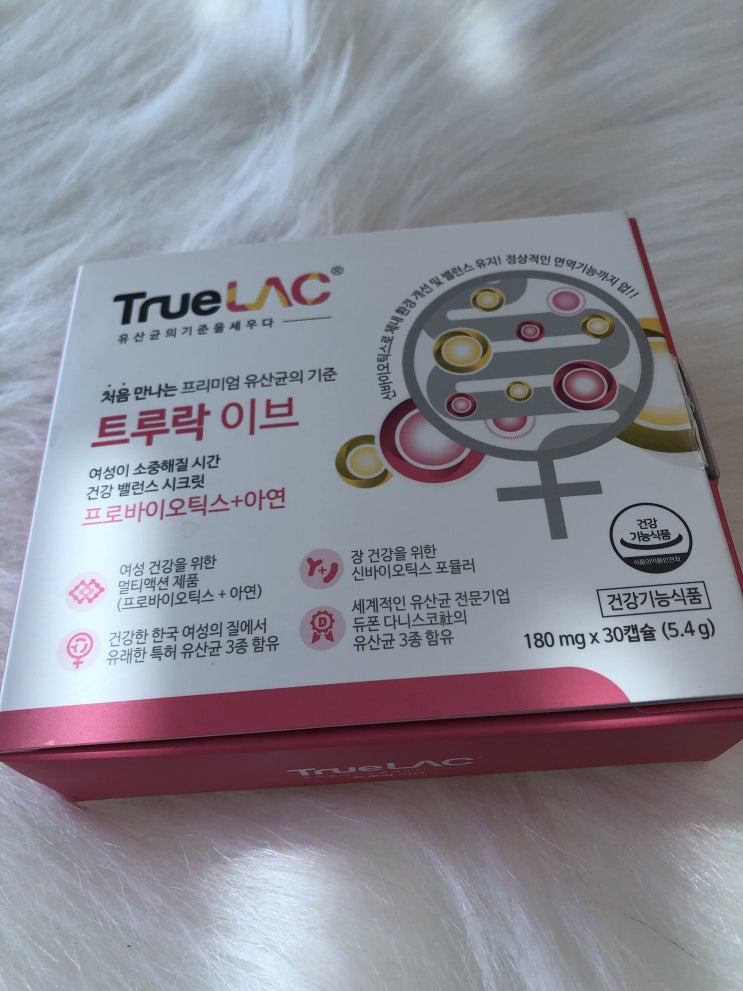 TrueLAC®
유산균의기준을세우다
처음 만나는 프리미엄 유산균의 기준
트루락 이브
여성이 소중해질 시간
건강 밸런스 시크릿
프로바이오틱스+아연
신바이오틱스로 체내 환경 개선 및 밸런스 유지! 정상적인 면역기능까지 업!!
여성 건강을 위한
멀티액션 제품
(프로바이오틱스 + 아연)
장 건강을 위한
신바이오틱스 포뮬러
건강한 한국 여성의 질에서
유래한 특허 유산균 3종 함유
세계적인 유산균 전문기업
듀폰 다니스코社의
유산균 3종 함유
건강
기능식품
식품의약품안전처
건강기능식품
180 mg x 30캡슐 (5.4 g)
TrueLAC